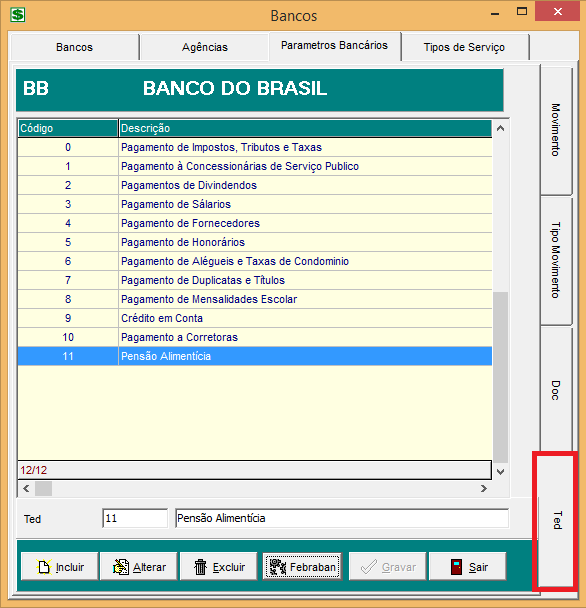 Bancos
Bancos Agências Parametros Bancários Tipos de Serviço
BB BANCO DO BRASIL
Código Descrição
0 Pagamento de Impostos, Tributos e Taxas
1 Pagamento à Concessionárias de Serviço Publico
2 Pagamentos de Dividendos
3 Pagamento de Sálarios
4 Pagamento de Fornecedores
5 Pagamento de Honorários
6 Pagamento de Alégueis e Taxas de Condominio
7 Pagamento de Duplicatas e Títulos
8 Pagamento de Mensalidades Escolar
9 Crédito em Conta
10 Pagamento a Corretoras
11 Pensão Alimentícia
12/12
Ted 11 Pensão Alimentícia
Incluir Alterar Excluir Febraban Gravar Sair
Movimento
Tipo Movimento
Doc
Ted